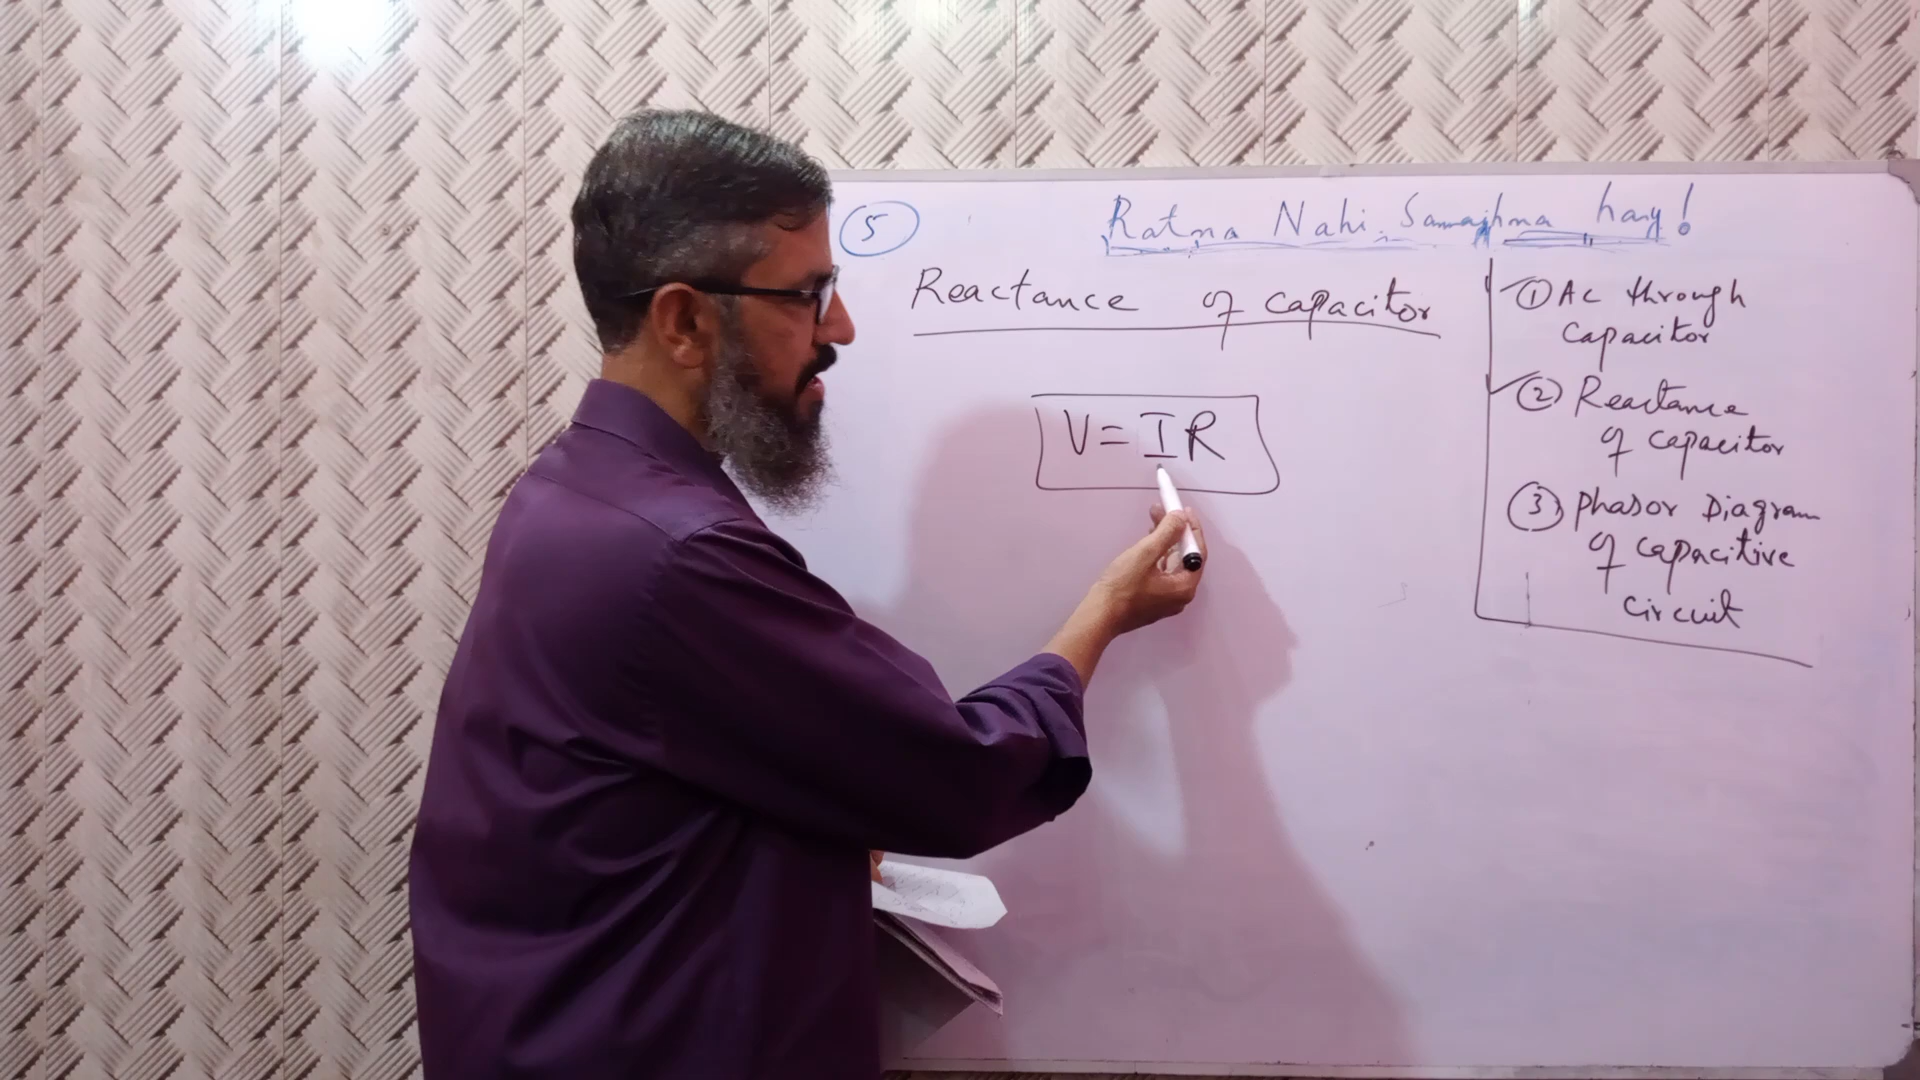 5
Ratna Nahi Samajhna hay!
Reactance of capacitor
V = IR
① Ac through
capacitor
② Reactance
of capacitor
③ Phasor Diagram
of capacitive
circuit